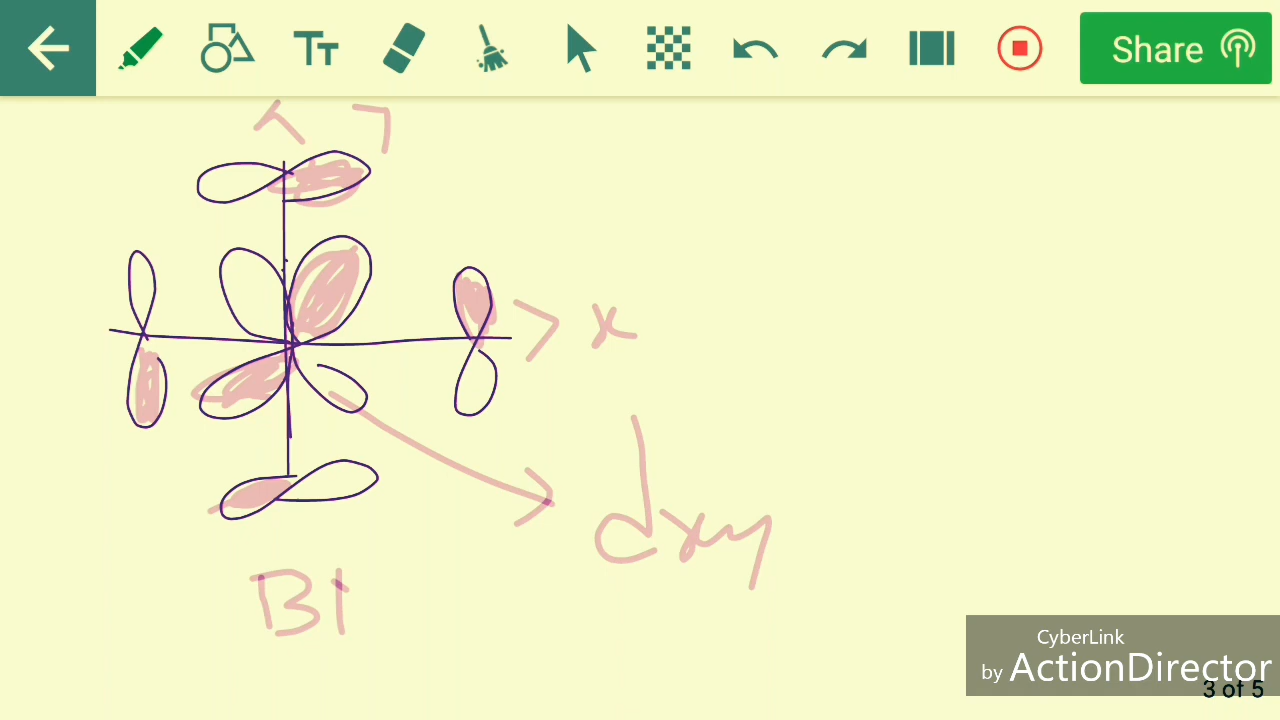 Share
x
dxy
B1
CyberLink
by ActionDirector
3 of 5